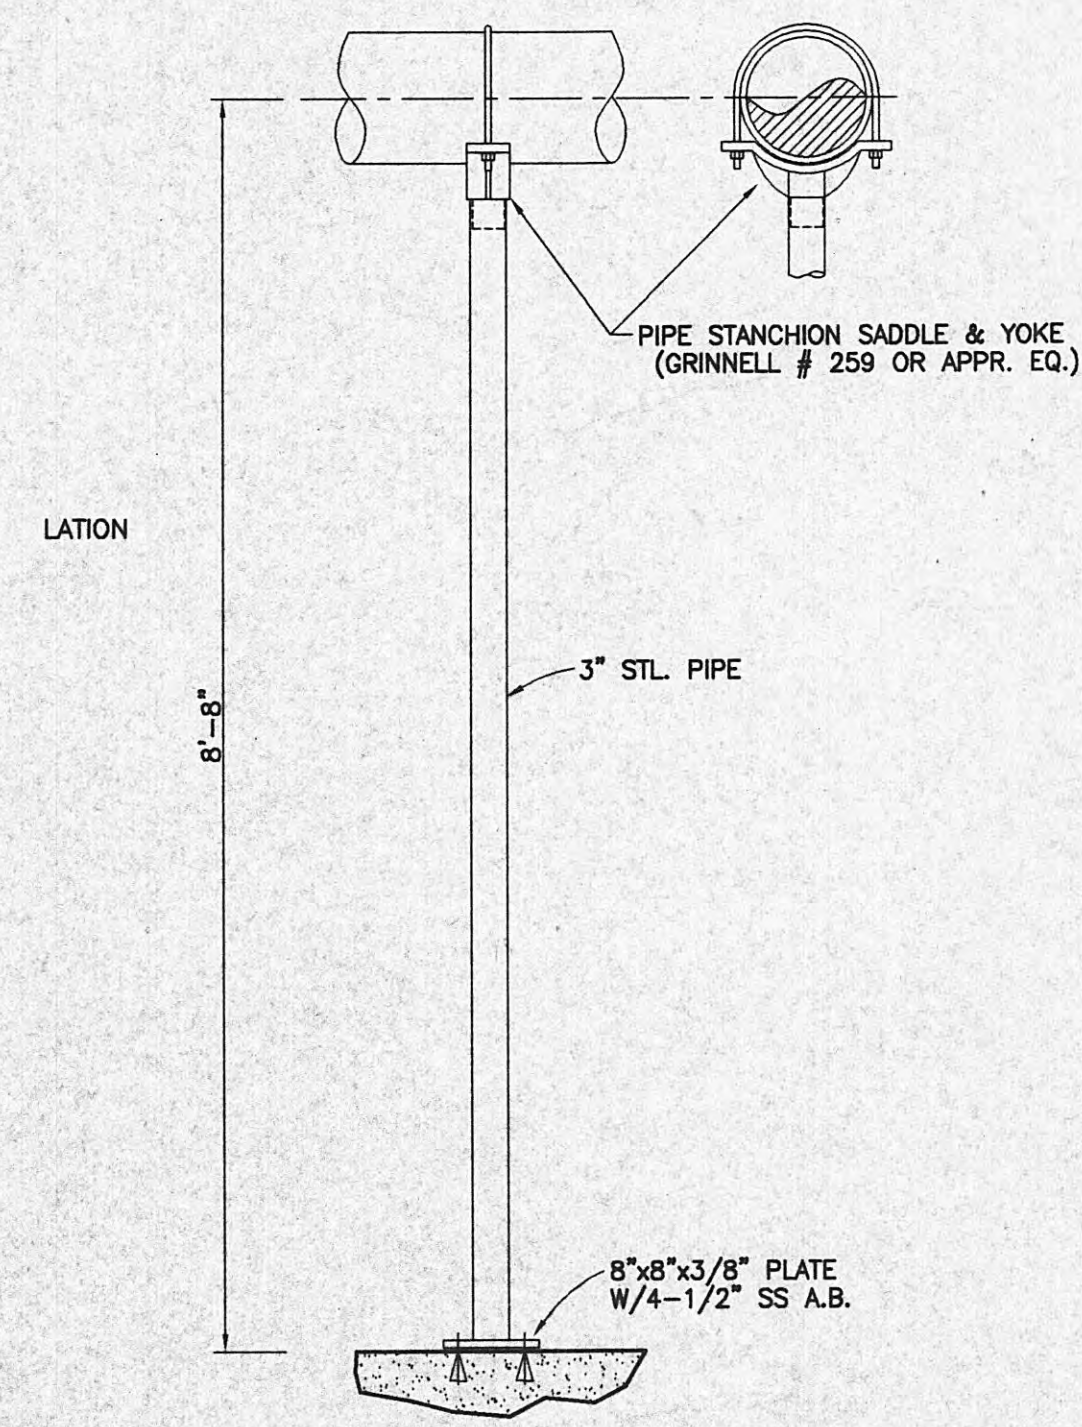 PIPE STANCHION SADDLE & YOKE
(GRINNELL # 259 OR APPR. EQ.)
LATION
3" STL. PIPE
8'-8"
8"x8"x3/8" PLATE
W/4-1/2" SS A.B.